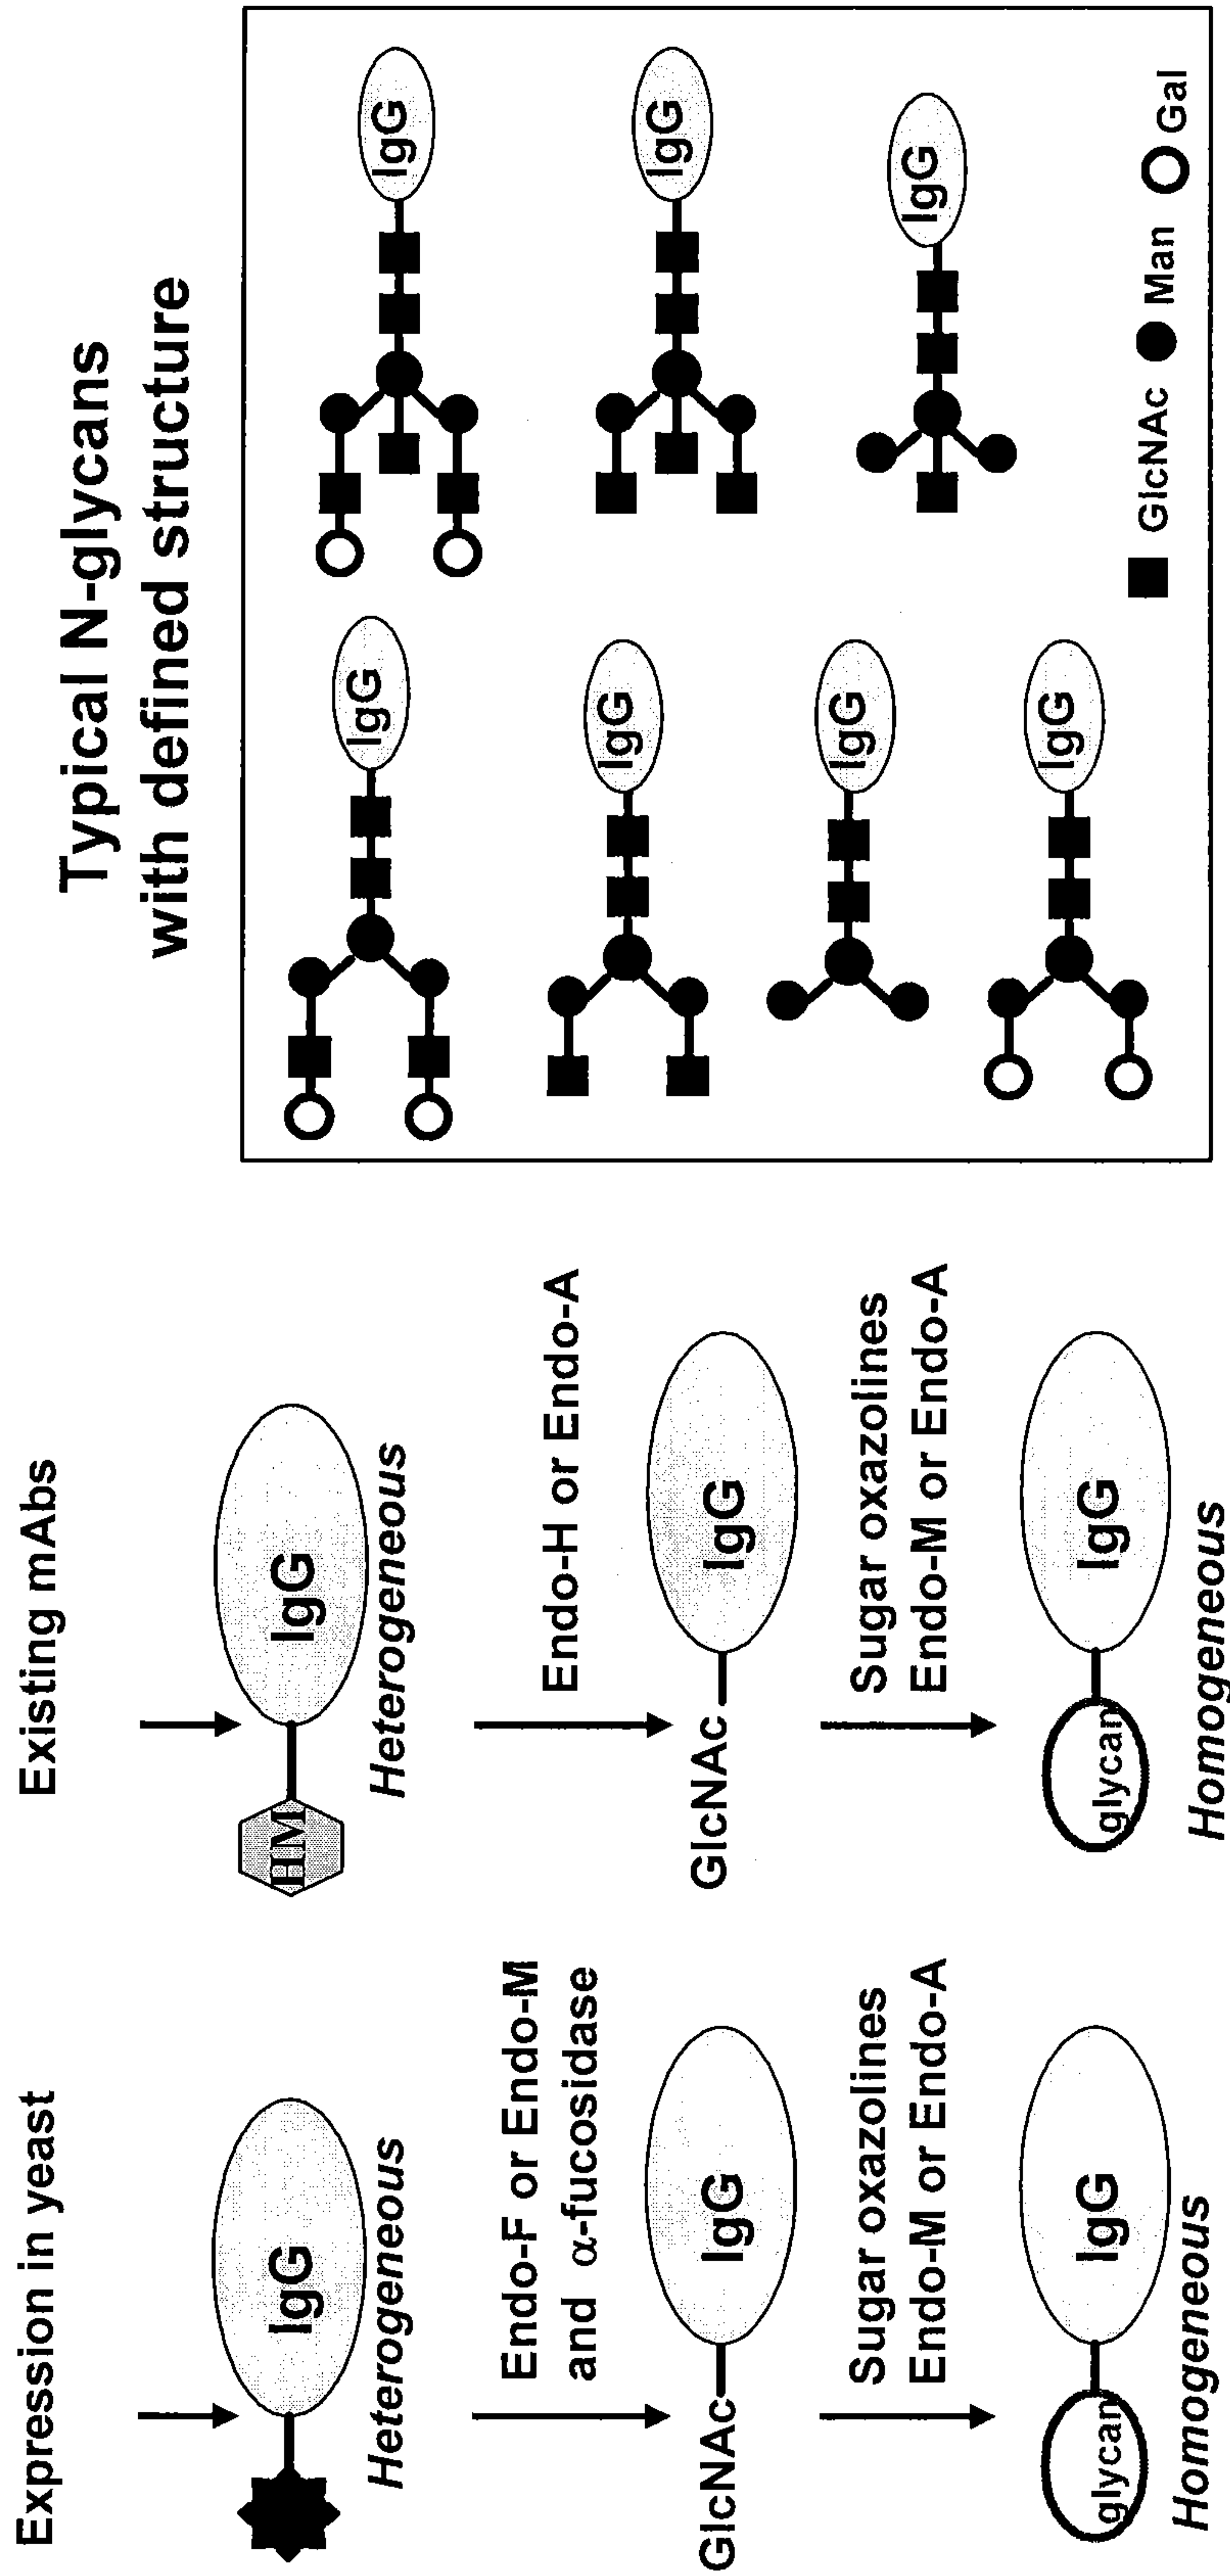 Expression in yeast
IgG
Heterogeneous
Endo-F or Endo-M
and α-fucosidase
GlcNAc
IgG
Sugar oxazolines
Endo-M or Endo-A
glycan
IgG
Homogeneous
Existing mAbs
HM
IgG
Heterogeneous
Endo-H or Endo-A
GlcNAc
IgG
Sugar oxazolines
Endo-M or Endo-A
glycan
IgG
Homogeneous
Typical N-glycans
with defined structure
IgG
IgG
IgG
IgG
IgG
IgG
IgG
GlcNAc Man Gal